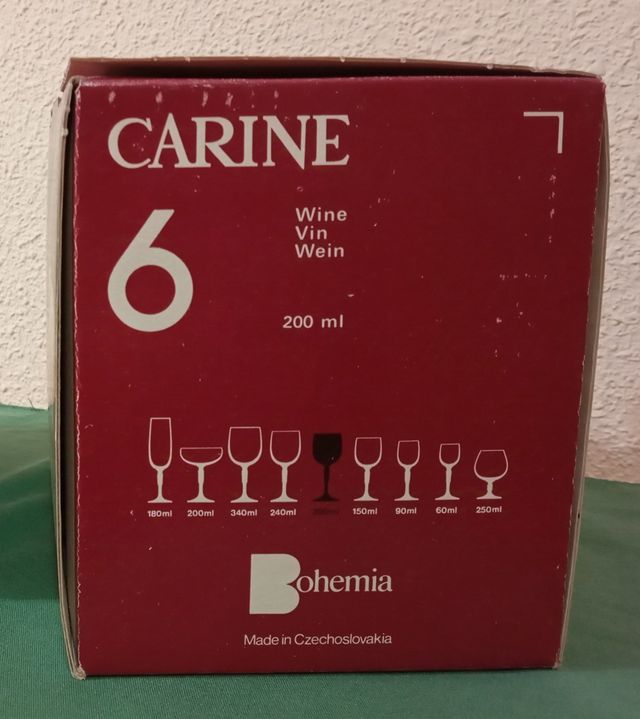 CARINE
6
Wine
Vin
Wein
200 ml
180ml 200ml 340ml 240ml 200ml 150ml 90ml 60ml 250ml
Bohemia
Made in Czechoslovakia